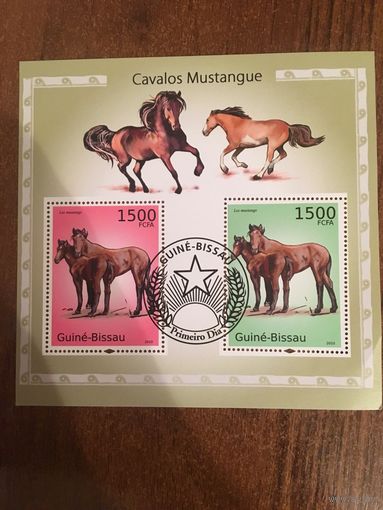 Cavalos Mustangue
Los mustangs
1500
FCFA
Guiné-Bissau
2010
GUINÉ-BISSAU
Primeiro Dia
Los mustangs
1500
FCFA
Guiné-Bissau
2010